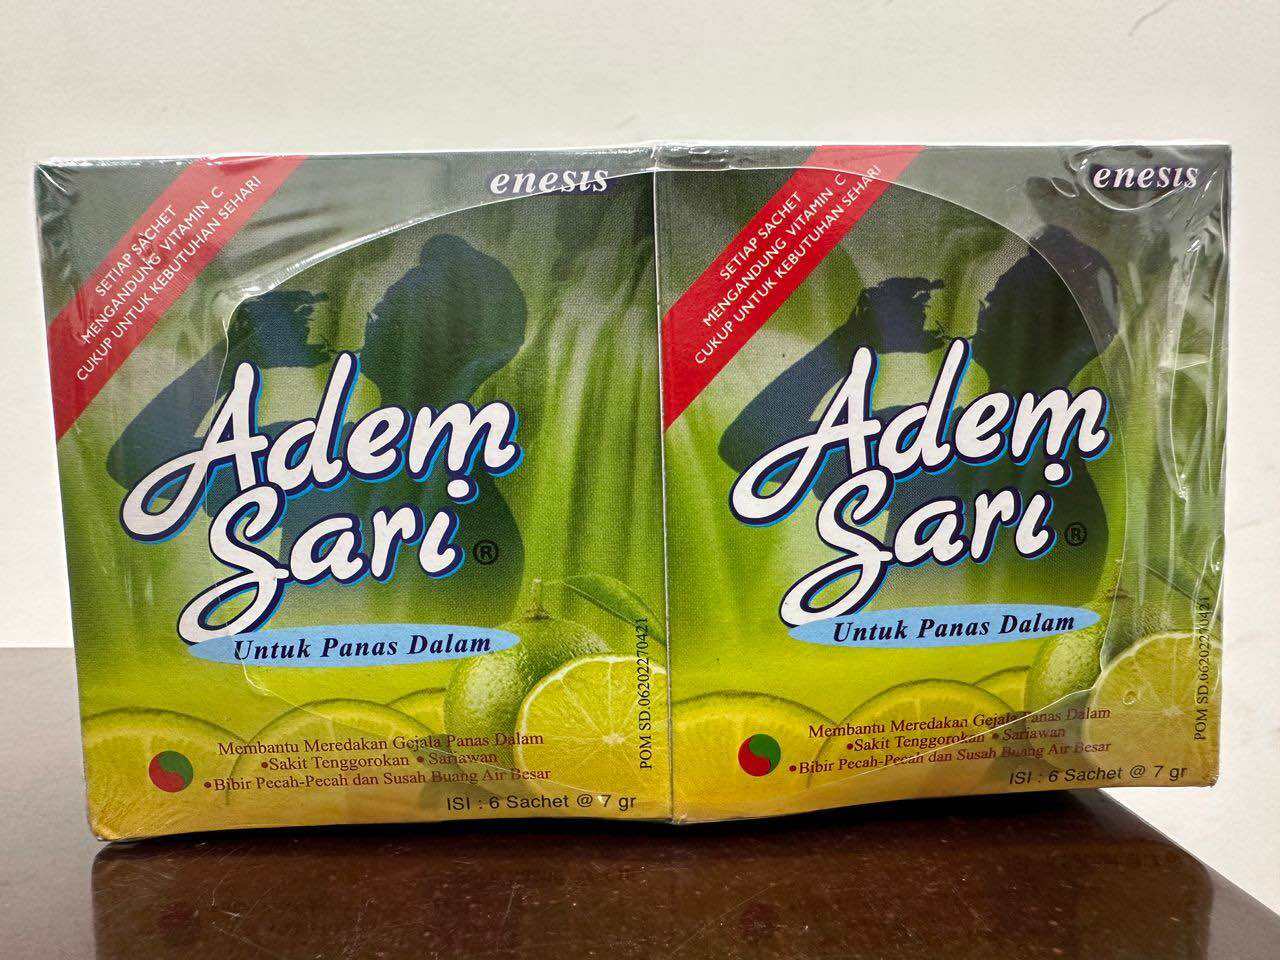 SETIAP SACHET
MENGANDUNG VITAMIN C
CUKUP UNTUK KEBUTUHAN SEHARI
enesis
Adem
Sari ®
Untuk Panas Dalam
Membantu Meredakan Gejala Panas Dalam
•Sakit Tenggorokan •Sariawan
•Bibir Pecah-Pecah dan Susah Buang Air Besar
ISI : 6 Sachet @ 7 gr
POM SD.06202270421
SETIAP SACHET
MENGANDUNG VITAMIN C
CUKUP UNTUK KEBUTUHAN SEHARI
enesis
Adem
Sari ®
Untuk Panas Dalam
Membantu Meredakan Gejala Panas Dalam
•Sakit Tenggorokan •Sariawan
•Bibir Pecah-Pecah dan Susah Buang Air Besar
ISI : 6 Sachet @ 7 gr
POM SD.06202270421